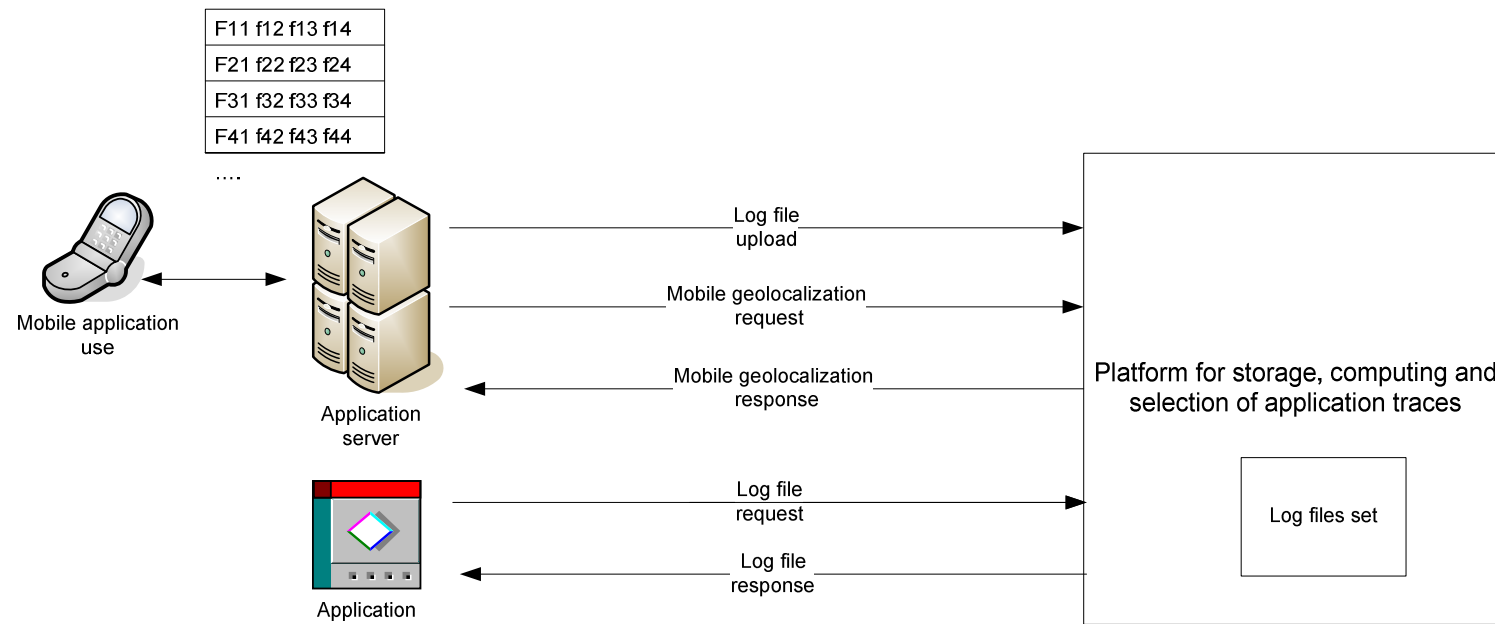 F11 f12 f13 f14
F21 f22 f23 f24
F31 f32 f33 f34
F41 f42 f43 f44
....
Mobile application
use
Application
server
Log file
upload
Mobile geolocalization
request
Mobile geolocalization
response
Log file
request
Log file
response
Application
Platform for storage, computing and
selection of application traces
Log files set